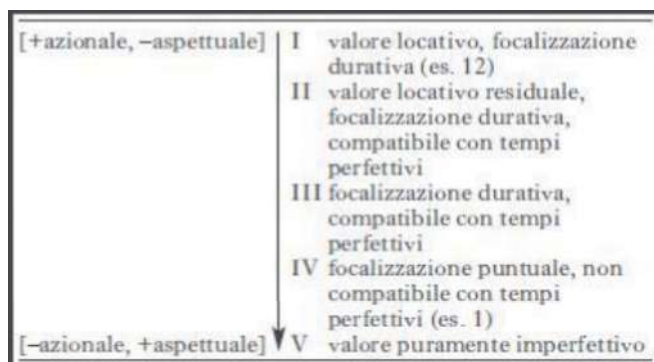 [+azionale, –aspettuale] I valore locativo, focalizzazione
durativa (es. 12)
II valore locativo residuale,
focalizzazione durativa,
compatibile con tempi
perfettivi
III focalizzazione durativa,
compatibile con tempi
perfettivi
IV focalizzazione puntuale, non
compatibile con tempi
perfettivi (es. 1)
[–azionale, +aspettuale] V valore puramente imperfettivo